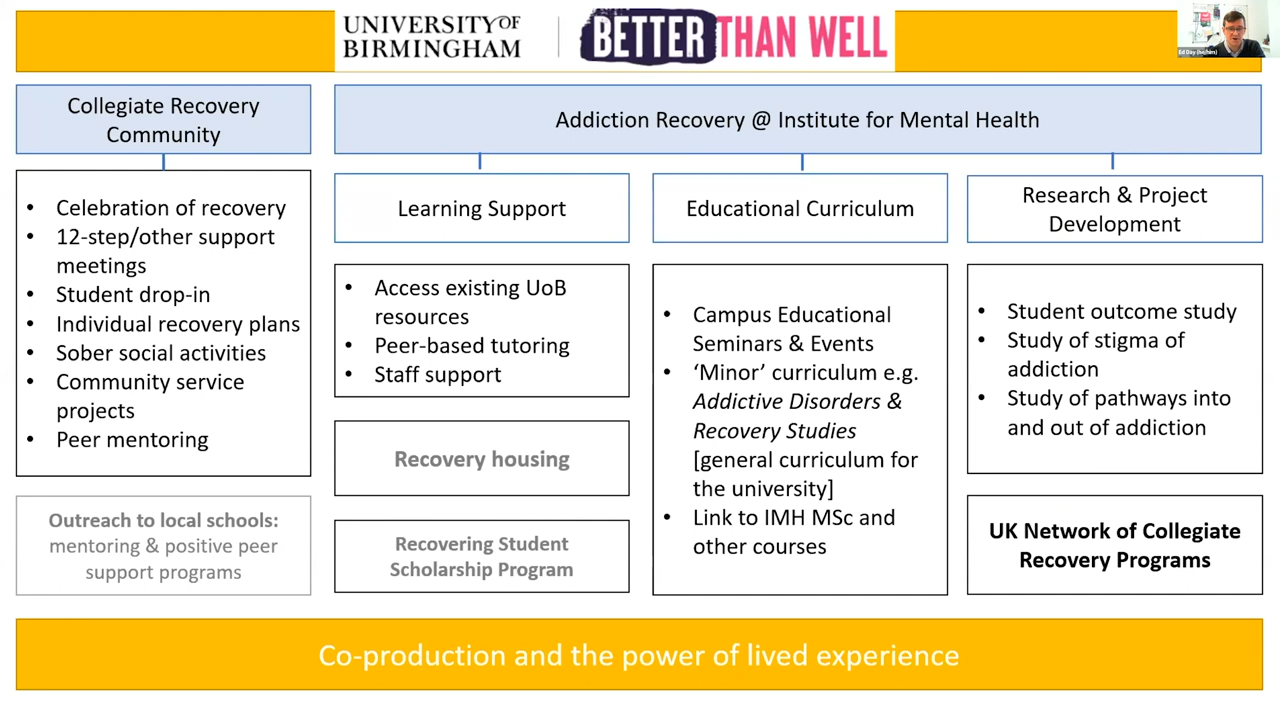 UNIVERSITY OF
BIRMINGHAM
BETTER THAN WELL
Collegiate Recovery
Community
• Celebration of recovery
• 12-step/other support
meetings
• Student drop-in
• Individual recovery plans
• Sober social activities
• Community service
projects
• Peer mentoring
Outreach to local schools:
mentoring & positive peer
support programs
Addiction Recovery @ Institute for Mental Health
Learning Support
• Access existing UoB
resources
• Peer-based tutoring
• Staff support
Recovery housing
Recovering Student
Scholarship Program
Educational Curriculum
• Campus Educational
Seminars & Events
• ‘Minor’ curriculum e.g.
Addictive Disorders &
Recovery Studies
[general curriculum for
the university]
• Link to IMH MSc and
other courses
Research & Project
Development
• Student outcome study
• Study of stigma of
addiction
• Study of pathways into
and out of addiction
UK Network of Collegiate
Recovery Programs
Co-production and the power of lived experience
Ed Day